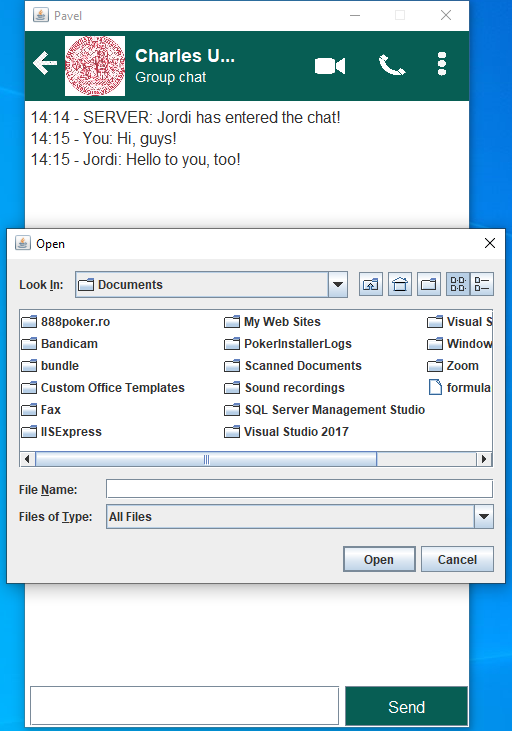 Pavel
Charles U...
Group chat
14:14 - SERVER: Jordi has entered the chat!
14:15 - You: Hi, guys!
14:15 - Jordi: Hello to you, too!
Open
Look In: Documents
888poker.ro My Web Sites Visual S
Bandicam PokerInstallerLogs Window
bundle Scanned Documents Zoom
Custom Office Templates Sound recordings formula
Fax SQL Server Management Studio
IISExpress Visual Studio 2017
File Name:
Files of Type: All Files
Open Cancel
Send